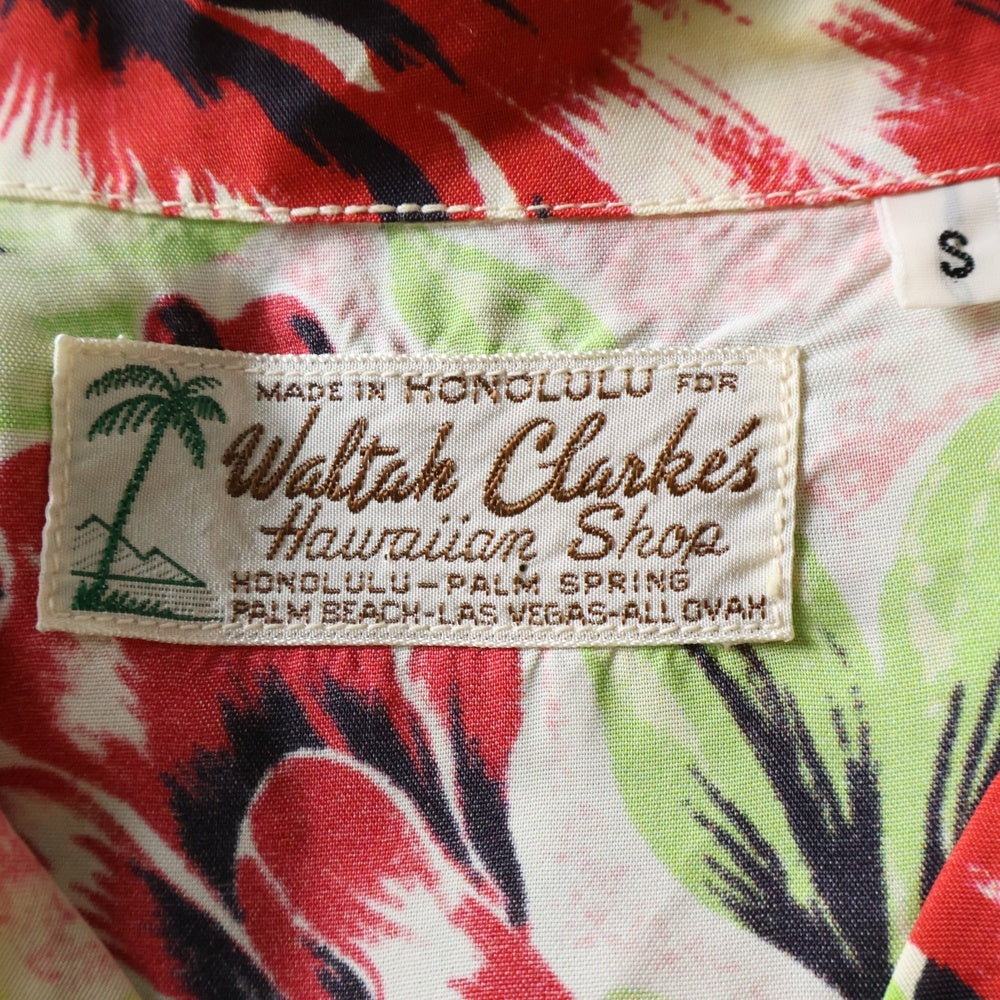 S
MADE IN HONOLULU FOR
Waltah Clarke's
Hawaiian Shop
HONOLULU-PALM SPRING
PALM BEACH-LAS VEGAS-ALL OVAH